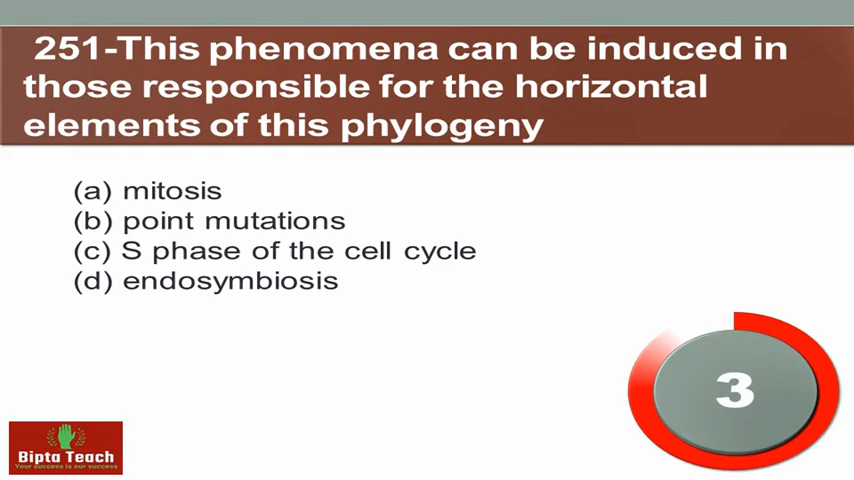 251-This phenomena can be induced in
those responsible for the horizontal
elements of this phylogeny
(a) mitosis
(b) point mutations
(c) S phase of the cell cycle
(d) endosymbiosis
3
Bipta Teach
Your success is our success